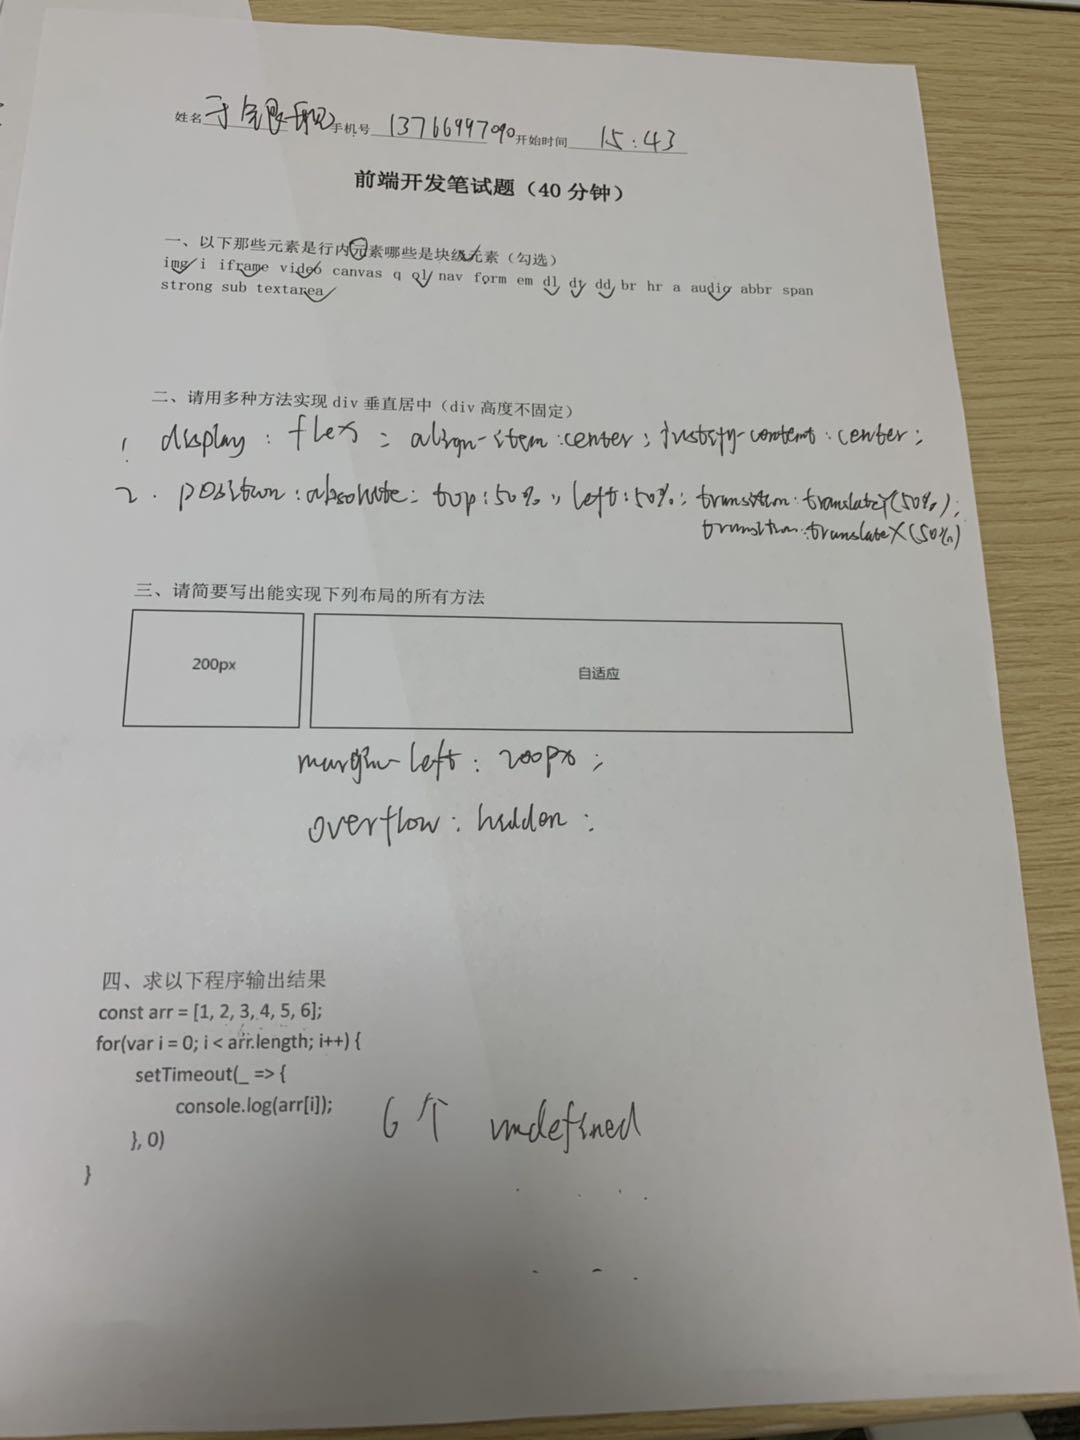 姓名 手机号 13766997090 开始时间 15:43
前端开发笔试题（40 分钟）
一、以下那些元素是行内元素哪些是块级元素（勾选）
img i iframe video canvas q ol nav form em dl dt dd br hr a audio abbr span
strong sub textarea
二、请用多种方法实现 div 垂直居中（div 高度不固定）
1. display: flex; align-item:center; justify-content:center;
2. position:absolute; top:50%; left:50%; transition:translateY(50%);
transition:translateX(50%)
三、请简要写出能实现下列布局的所有方法
200px 自适应
margin-left: 200px;
overflow: hidden;
四、求以下程序输出结果
const arr = [1, 2, 3, 4, 5, 6];
for(var i = 0; i < arr.length; i++) {
setTimeout(_ => {
console.log(arr[i]);
}, 0)
}
6个 undefined